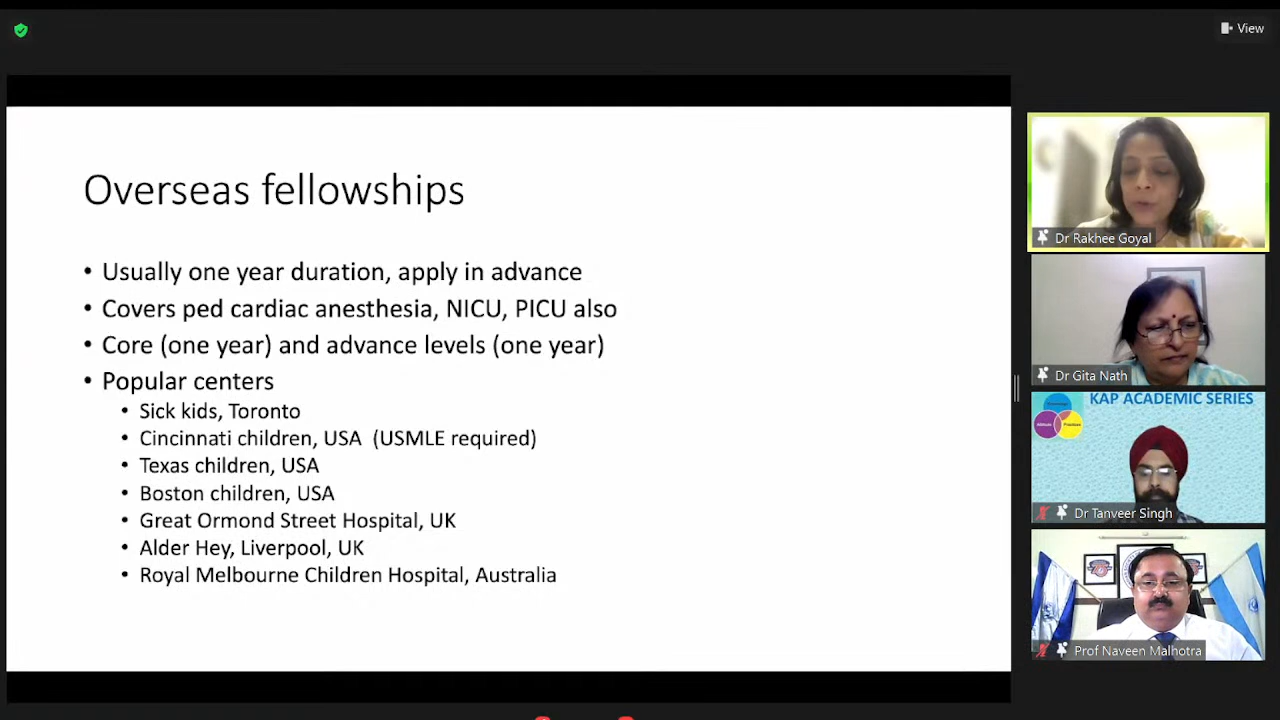 View
Overseas fellowships
• Usually one year duration, apply in advance
• Covers ped cardiac anesthesia, NICU, PICU also
• Core (one year) and advance levels (one year)
• Popular centers
• Sick kids, Toronto
• Cincinnati children, USA (USMLE required)
• Texas children, USA
• Boston children, USA
• Great Ormond Street Hospital, UK
• Alder Hey, Liverpool, UK
• Royal Melbourne Children Hospital, Australia
Dr Rakhee Goyal
Dr Gita Nath
KAP ACADEMIC SERIES
Attitude
Practices
Dr Tanveer Singh
Prof Naveen Malhotra